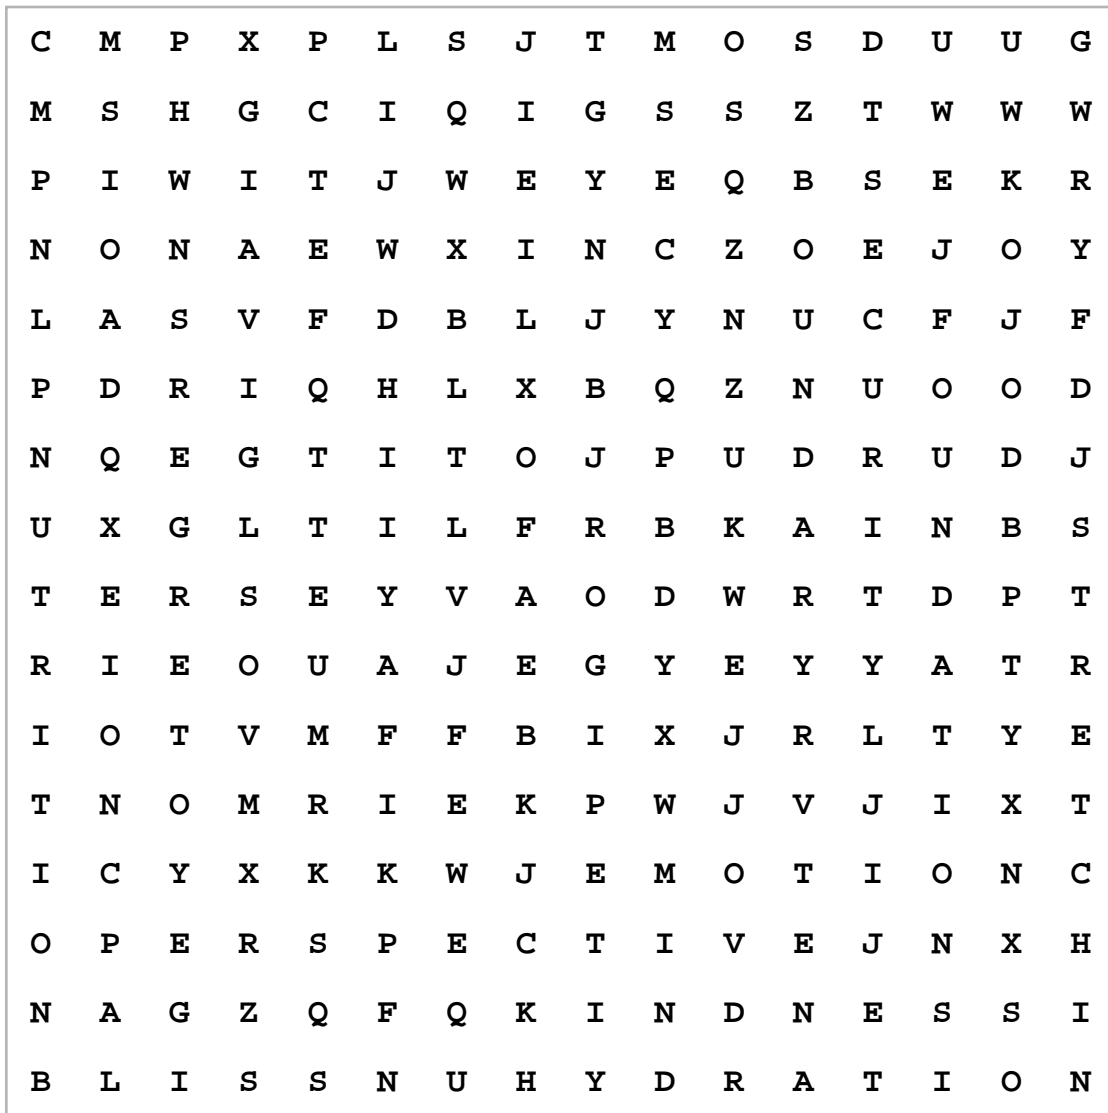 C M P X P L S J T M O S D U U G
M S H G C I Q I G S S Z T W W W
P I W I T J W E Y E Q B S E K R
N O N A E W X I N C Z O E J O Y
L A S V F D B L J Y N U C F J F
P D R I Q H L X B Q Z N U O O D
N Q E G T I T O J P U D R U D J
U X G L T I L F R B K A I N B S
T E R S E Y V A O D W R T D P T
R I E O U A J E G Y E Y Y A T R
I O T V M F F B I X J R L T Y E
T N O M R I E K P W J V J I X T
I C Y X K K W J E M O T I O N C
O P E R S P E C T I V E J N X H
N A G Z Q F Q K I N D N E S S I
B L I S S N U H Y D R A T I O N